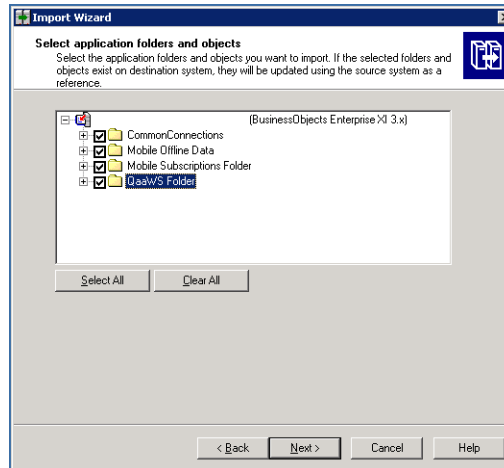 Import Wizard
Select application folders and objects
Select the application folders and objects you want to import. If the selected folders and
objects exist on destination system, they will be updated using the source system as a
reference.
(BusinessObjects Enterprise XI 3.x)
CommonConnections
Mobile Offline Data
Mobile Subscriptions Folder
QaaWS Folder
Select All
Clear All
< Back
Next >
Cancel
Help